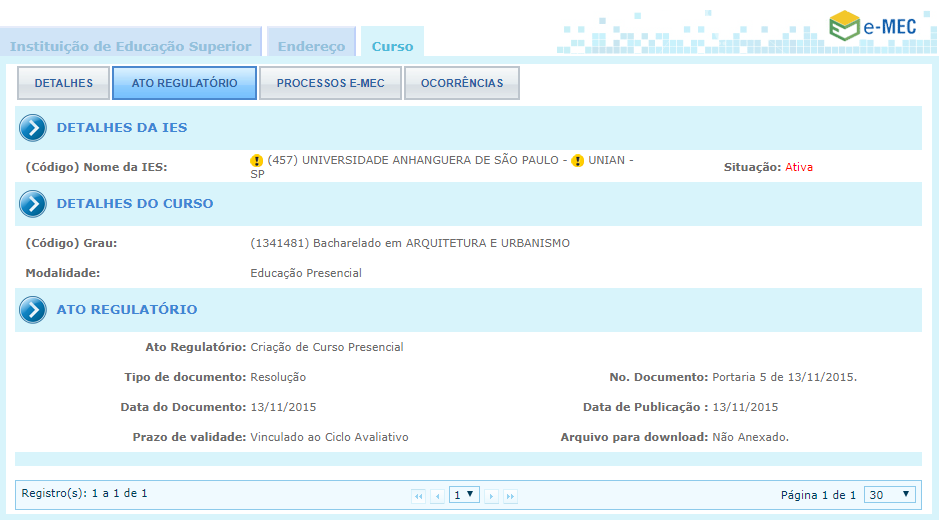 e-MEC
Instituição de Educação Superior Endereço Curso
DETALHES ATO REGULATÓRIO PROCESSOS E-MEC OCORRÊNCIAS
DETALHES DA IES
(Código) Nome da IES: (457) UNIVERSIDADE ANHANGUERA DE SÃO PAULO - UNIAN - SP Situação: Ativa
DETALHES DO CURSO
(Código) Grau: (1341481) Bacharelado em ARQUITETURA E URBANISMO
Modalidade: Educação Presencial
ATO REGULATÓRIO
Ato Regulatório: Criação de Curso Presencial
Tipo de documento: Resolução No. Documento: Portaria 5 de 13/11/2015.
Data do Documento: 13/11/2015 Data de Publicação : 13/11/2015
Prazo de validade: Vinculado ao Ciclo Avaliativo Arquivo para download: Não Anexado.
Registro(s): 1 a 1 de 1 1 Página 1 de 1 30